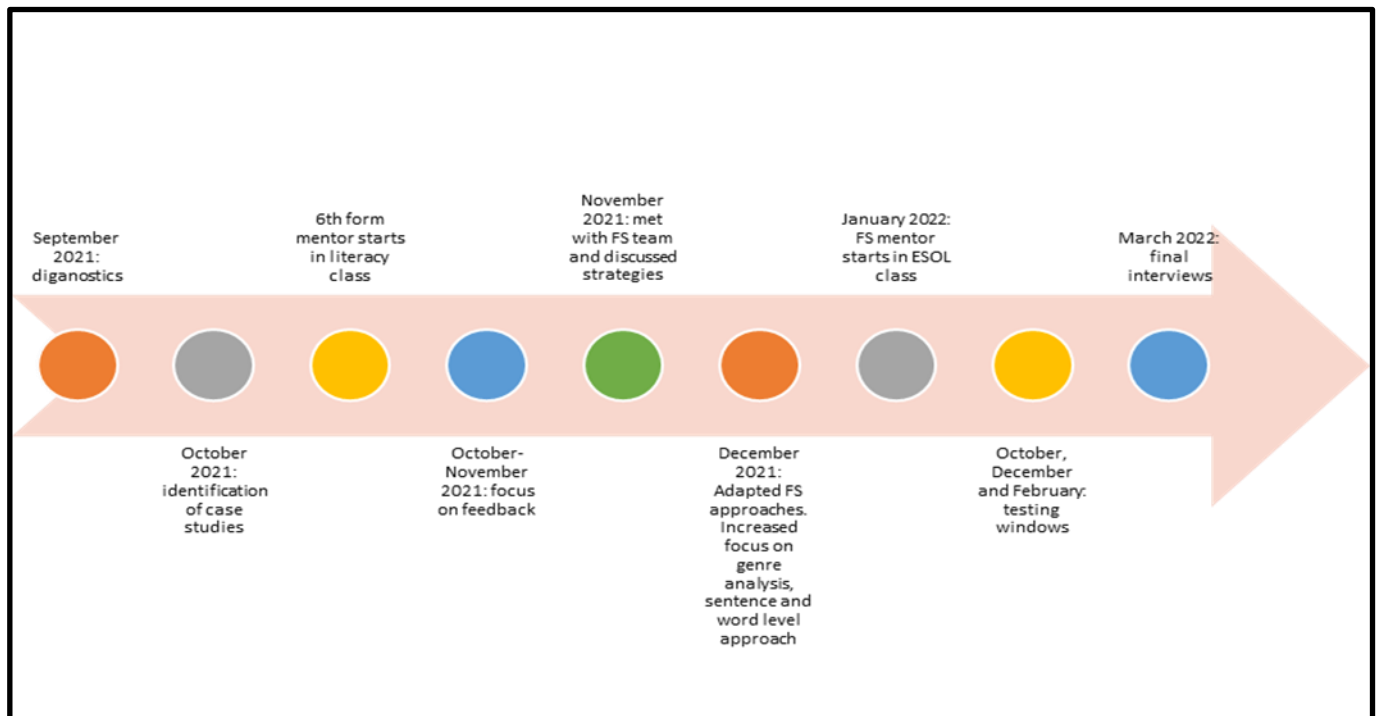 September
2021:
diganostics
October
2021:
identification
of case
studies
6th form
mentor starts
in literacy
class
October-
November
2021: focus
on feedback
November
2021: met
with FS team
and discussed
strategies
December
2021:
Adapted FS
approaches.
Increased
focus on
genre
analysis,
sentence and
word level
approach
January 2022:
FS mentor
starts in ESOL
class
October,
December
and February:
testing
windows
March 2022:
final
interviews